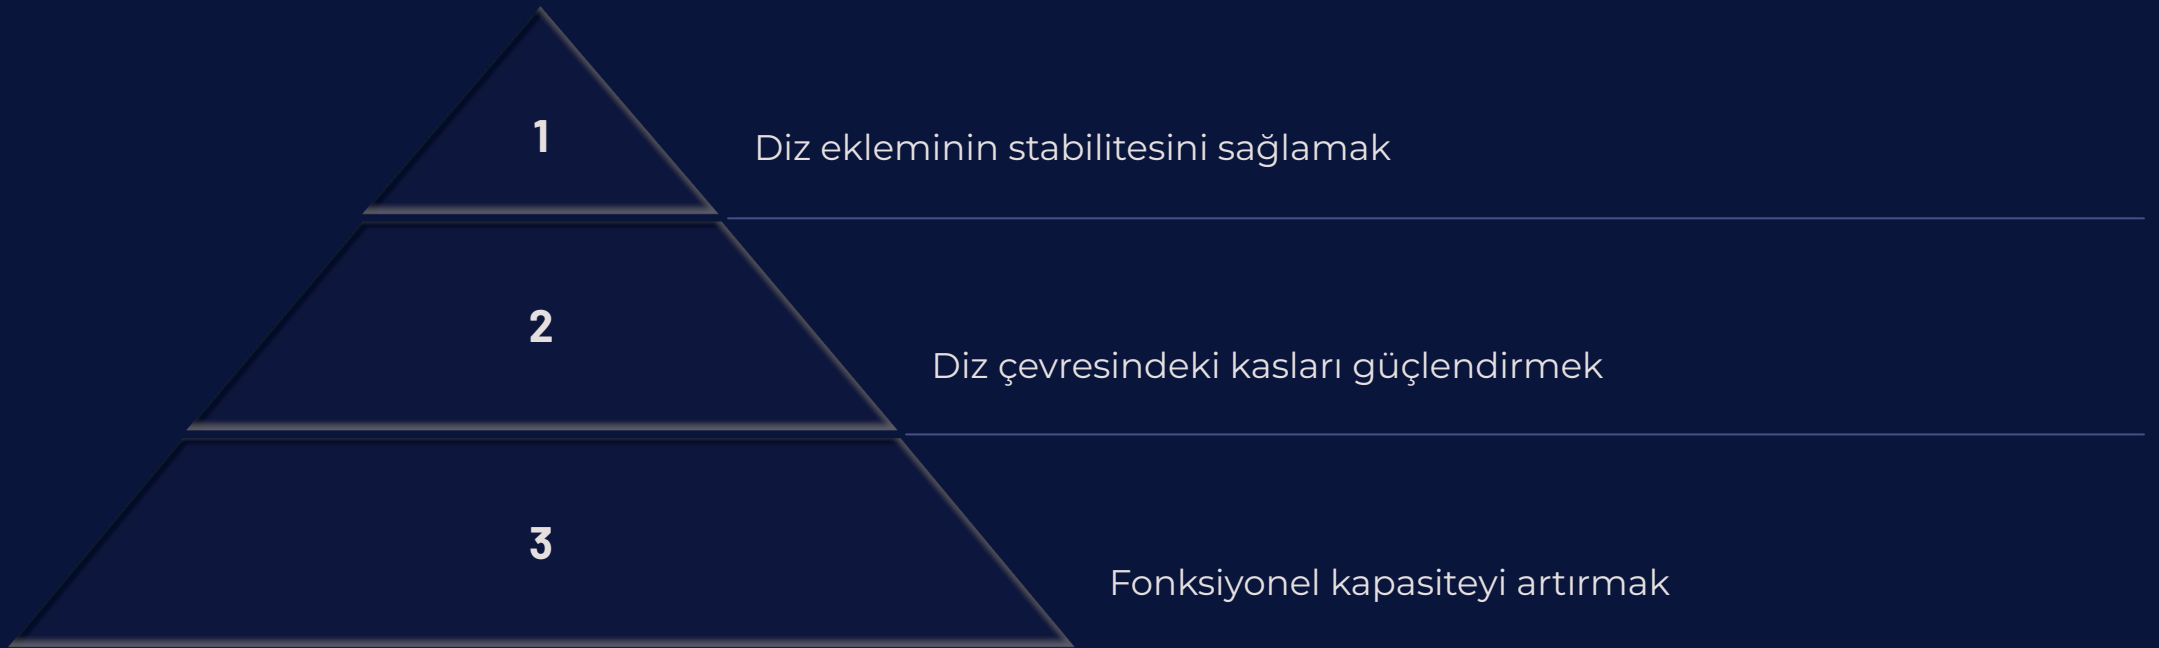 1
Diz ekleminin stabilitesini sağlamak
2
Diz çevresindeki kasları güçlendirmek
3
Fonksiyonel kapasiteyi artırmak